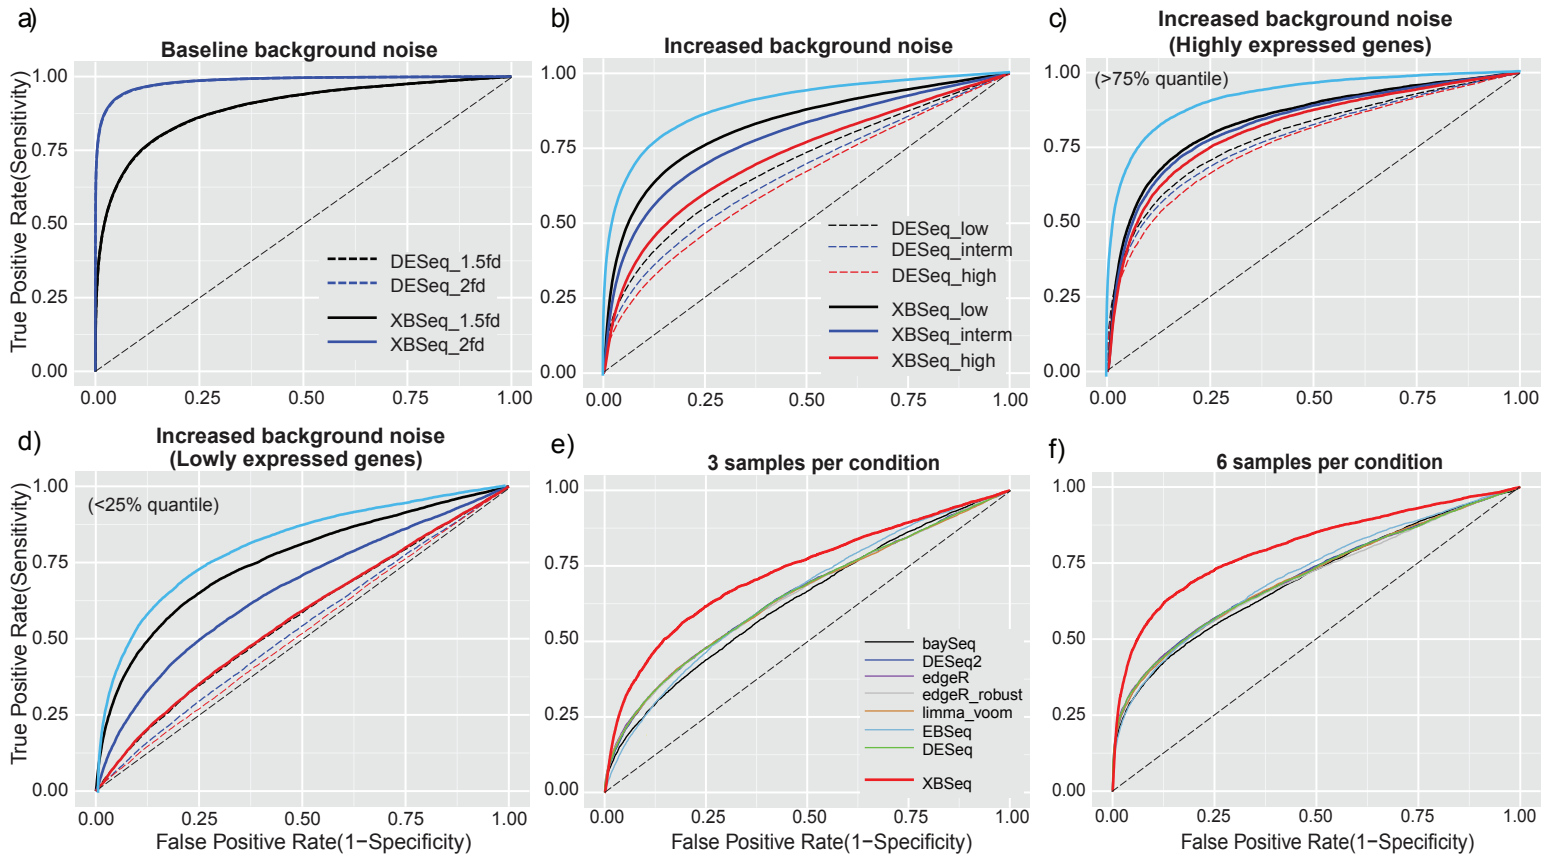 a)
Baseline background noise
True Positive Rate(Sensitivity)
1.00
0.75
0.50
0.25
0.00
DESeq_1.5fd
DESeq_2fd
XBSeq_1.5fd
XBSeq_2fd
0.00 0.25 0.50 0.75 1.00
b)
Increased background noise
1.00
0.75
0.50
0.25
0.00
DESeq_low
DESeq_interm
DESeq_high
XBSeq_low
XBSeq_interm
XBSeq_high
0.00 0.25 0.50 0.75 1.00
c)
Increased background noise
(Highly expressed genes)
(>75% quantile)
1.00
0.75
0.50
0.25
0.00
0.00 0.25 0.50 0.75 1.00
d)
Increased background noise
(Lowly expressed genes)
(<25% quantile)
True Positive Rate(Sensitivity)
1.00
0.75
0.50
0.25
0.00
0.00 0.25 0.50 0.75 1.00
False Positive Rate(1−Specificity)
e)
3 samples per condition
1.00
0.75
0.50
0.25
0.00
baySeq
DESeq2
edgeR
edgeR_robust
limma_voom
EBSeq
DESeq
XBSeq
0.00 0.25 0.50 0.75 1.00
False Positive Rate(1−Specificity)
f)
6 samples per condition
1.00
0.75
0.50
0.25
0.00
0.00 0.25 0.50 0.75 1.00
False Positive Rate(1−Specificity)